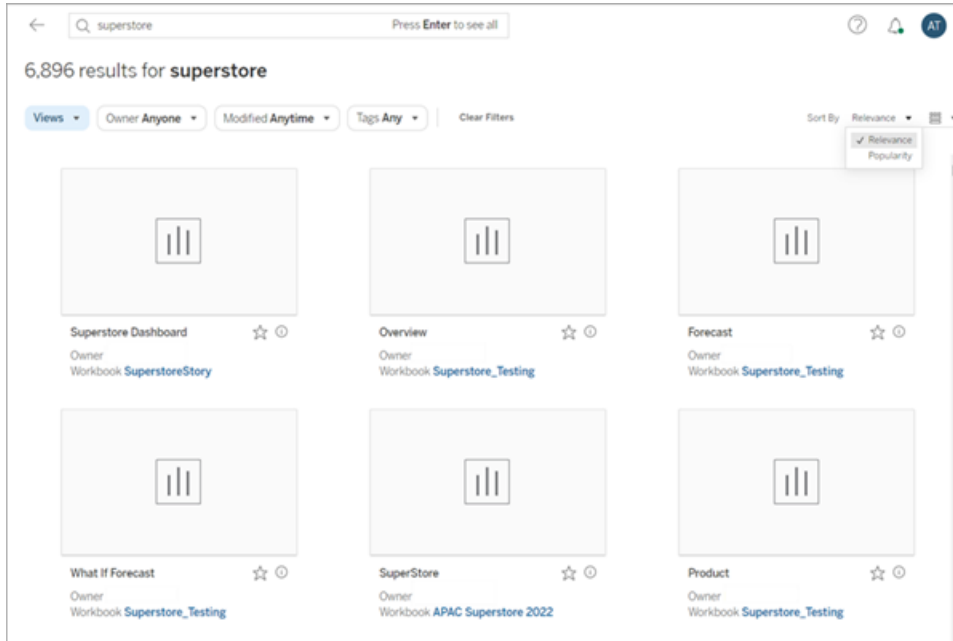 superstore Press Enter to see all AT
6,896 results for superstore
Views Owner Anyone Modified Anytime Tags Any Clear Filters Sort By Relevance
Relevance
Popularity
Superstore Dashboard Overview Forecast
Owner Owner Owner
Workbook SuperstoreStory Workbook Superstore_Testing Workbook Superstore_Testing
What If Forecast SuperStore Product
Owner Owner Owner
Workbook Superstore_Testing Workbook APAC Superstore 2022 Workbook Superstore_Testing